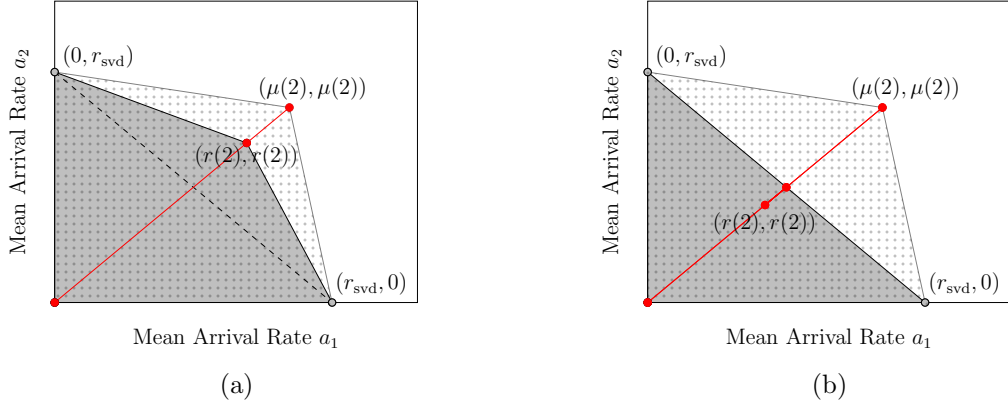 (0, r_svd)
(μ(2), μ(2))
(r(2), r(2))
(r_svd, 0)
Mean Arrival Rate a_2
Mean Arrival Rate a_1
(a)
(0, r_svd)
(μ(2), μ(2))
(r(2), r(2))
(r_svd, 0)
Mean Arrival Rate a_2
Mean Arrival Rate a_1
(b)